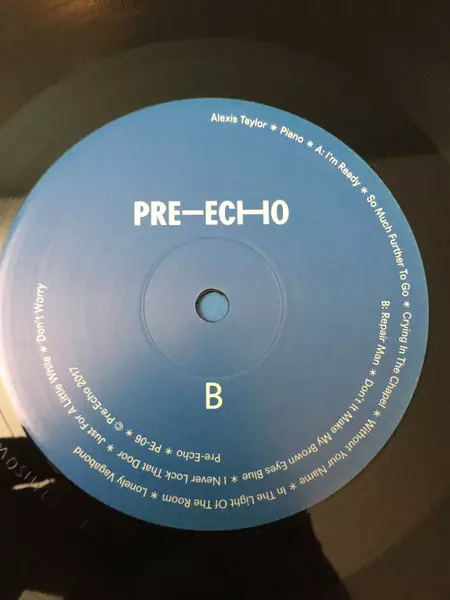 PRE-ECHO
B
Alexis Taylor * Piano * A: I'm Ready * So Much Further To Go * Crying In The Chapel * Without Your Name * In The Light Of The Room * Lonely Vagabond
B: Repair Man * Don't It Make My Brown Eyes Blue * I Never Lock That Door * Just For A Little While * Don't Worry
Pre-Echo * PE-06 * © Pre-Echo 2017